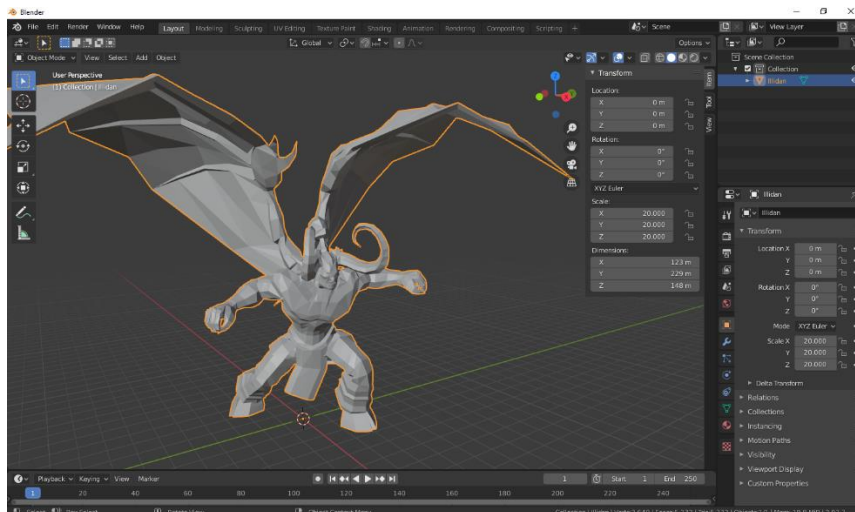 Blender
File Edit Render Window Help Layout Modeling Sculpting UV Editing Texture Paint Shading Animation Rendering Compositing Scripting + Scene View Layer
Global Options
Object Mode View Select Add Object
User Perspective
(1) Collection | Illidan
Transform
Location:
X 0 m
Y 0 m
Z 0 m
Rotation:
X 0°
Y 0°
Z 0°
XYZ Euler
Scale:
X 20.000
Y 20.000
Z 20.000
Dimensions:
X 123 m
Y 229 m
Z 148 m
Item
Tool
View
Scene Collection
Collection
Illidan
Illidan
Illidan
Transform
Location X 0 m
Y 0 m
Z 0 m
Rotation X 0°
Y 0°
Z 0°
Mode XYZ Euler
Scale X 20.000
Y 20.000
Z 20.000
Delta Transform
Relations
Collections
Instancing
Motion Paths
Visibility
Viewport Display
Custom Properties
Playback Keying View Marker 1 Start 1 End 250
1 20 40 60 80 100 120 140 160 180 200 220 240